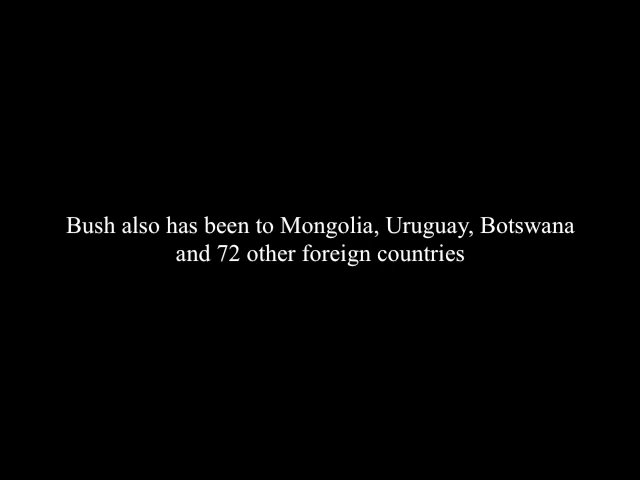 Bush also has been to Mongolia, Uruguay, Botswana
and 72 other foreign countries